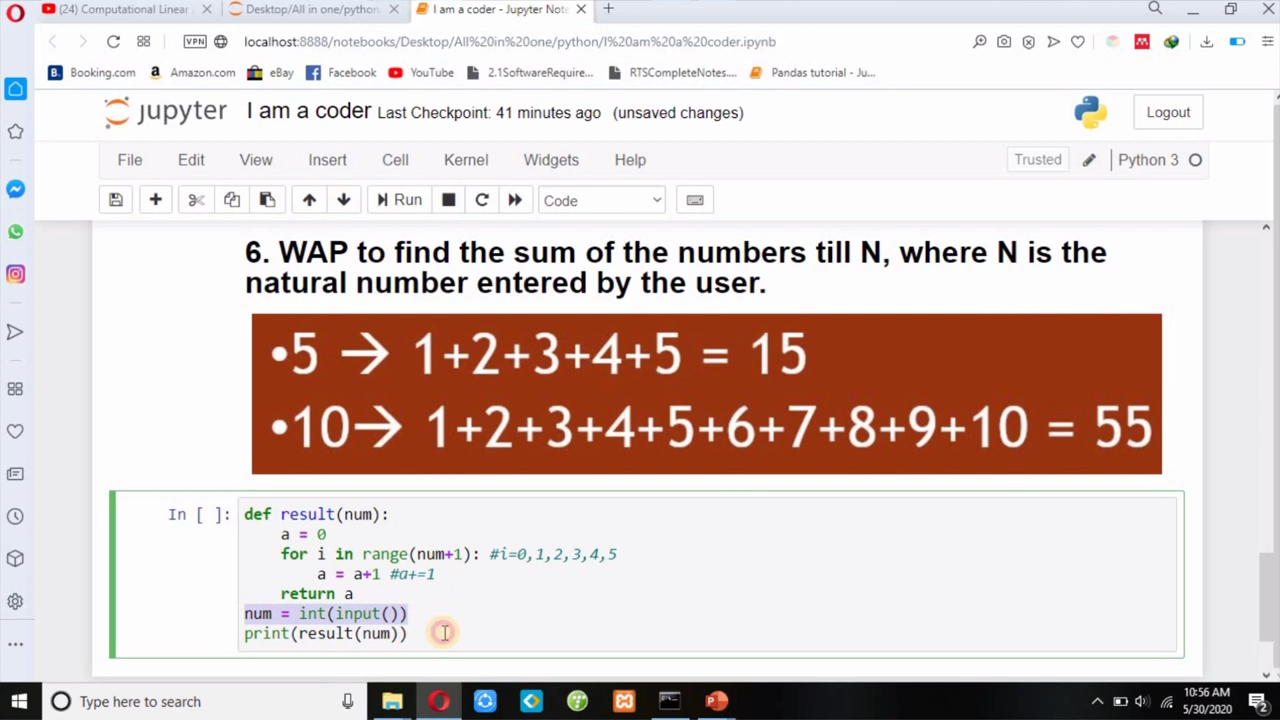 (24) Computational Linear
Desktop/All in one/python/
I am a coder - Jupyter Note
VPN
localhost:8888/notebooks/Desktop/All%20in%20one/python/I%20am%20a%20coder.ipynb
Booking.com
Amazon.com
eBay
Facebook
YouTube
2.1SoftwareRequire...
RTSCompleteNotes....
Pandas tutorial - Ju...
jupyter I am a coder Last Checkpoint: 41 minutes ago (unsaved changes)
Logout
File Edit View Insert Cell Kernel Widgets Help
Trusted
Python 3
Run
Code
6. WAP to find the sum of the numbers till N, where N is the
natural number entered by the user.
•5 → 1+2+3+4+5 = 15
•10→ 1+2+3+4+5+6+7+8+9+10 = 55
In [ ]: def result(num):
a = 0
for i in range(num+1): #i=0,1,2,3,4,5
a = a+1 #a+=1
return a
num = int(input())
print(result(num))
Type here to search
10:56 AM
5/30/2020
2